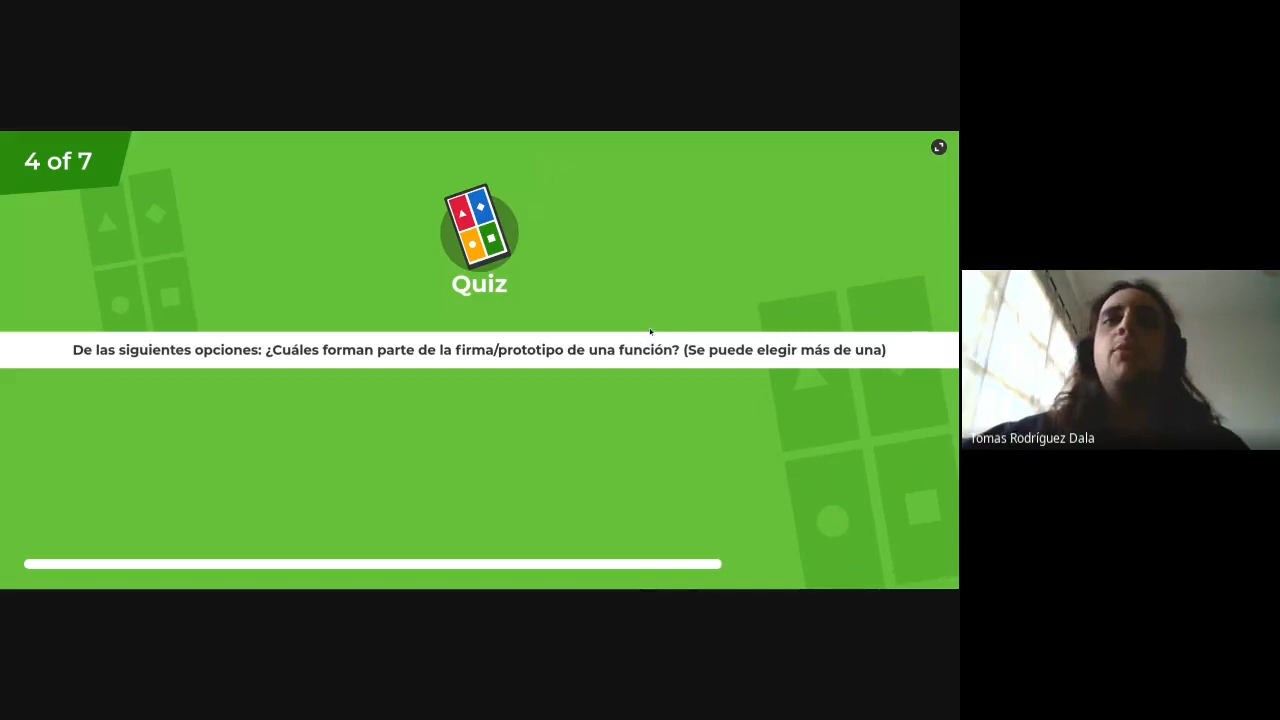 4 of 7
Quiz
De las siguientes opciones: ¿Cuáles forman parte de la firma/prototipo de una función? (Se puede elegir más de una)
Tomas Rodríguez Dala